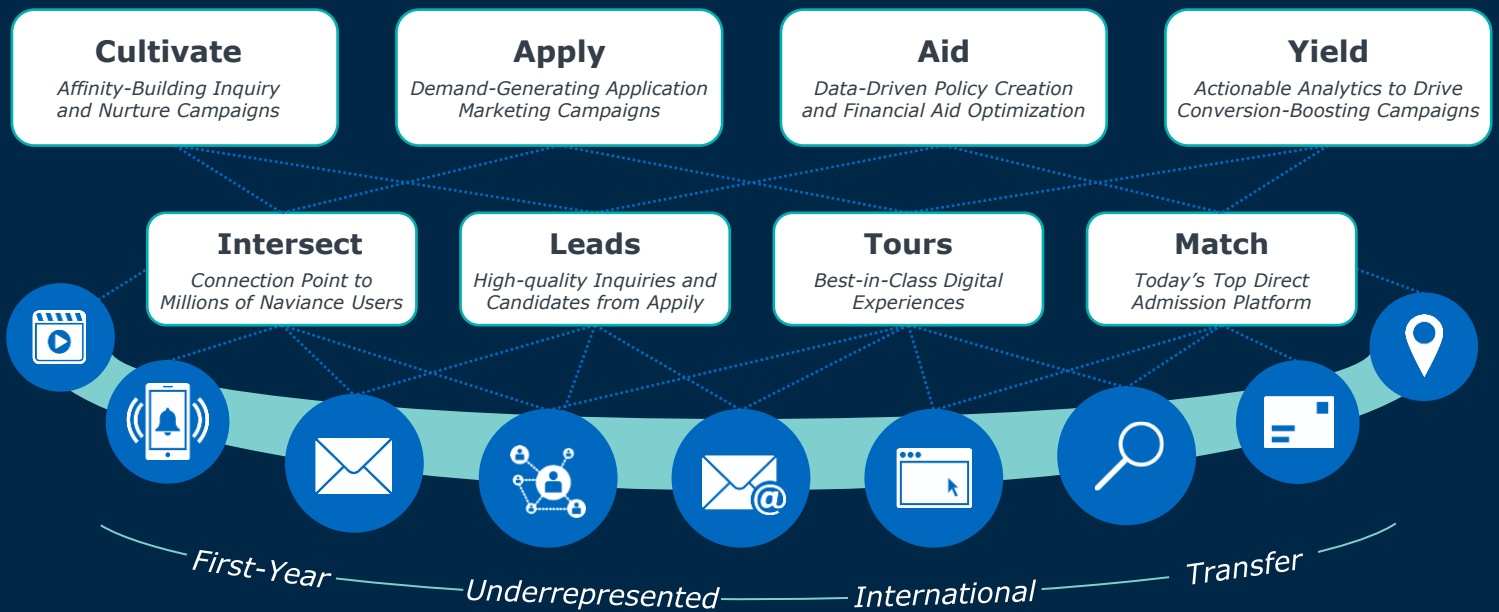 Cultivate
Affinity-Building Inquiry
and Nurture Campaigns
Apply
Demand-Generating Application
Marketing Campaigns
Aid
Data-Driven Policy Creation
and Financial Aid Optimization
Yield
Actionable Analytics to Drive
Conversion-Boosting Campaigns
Intersect
Connection Point to
Millions of Naviance Users
Leads
High-quality Inquiries and
Candidates from Appily
Tours
Best-in-Class Digital
Experiences
Match
Today’s Top Direct
Admission Platform
@
First-Year
Underrepresented
International
Transfer